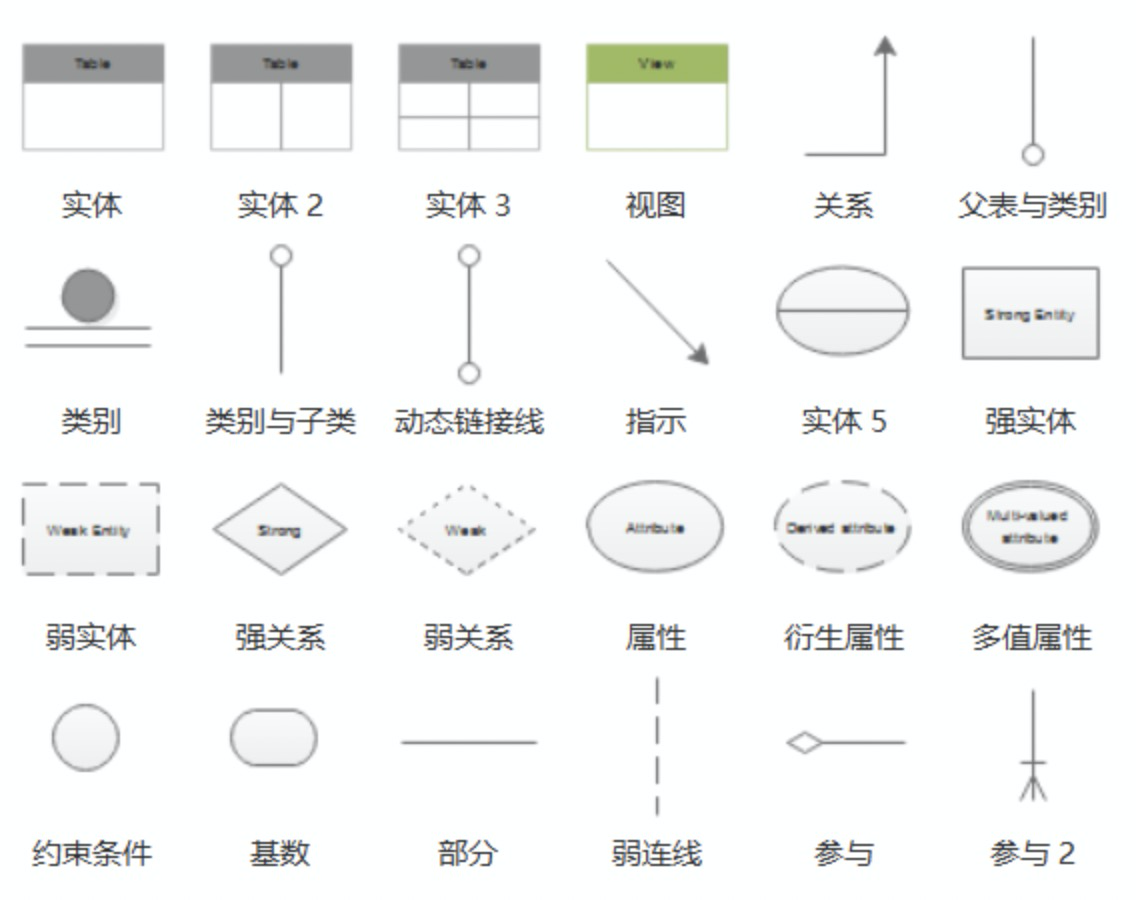 Table
Table
Table
View
实体
实体 2
实体 3
视图
关系
父表与类别
Strong Entity
类别
类别与子类
动态链接线
指示
实体 5
强实体
Weak Entity
Strong
Weak
Attribute
Derived attribute
Multi-valued
attribute
弱实体
强关系
弱关系
属性
衍生属性
多值属性
约束条件
基数
部分
弱连线
参与
参与 2